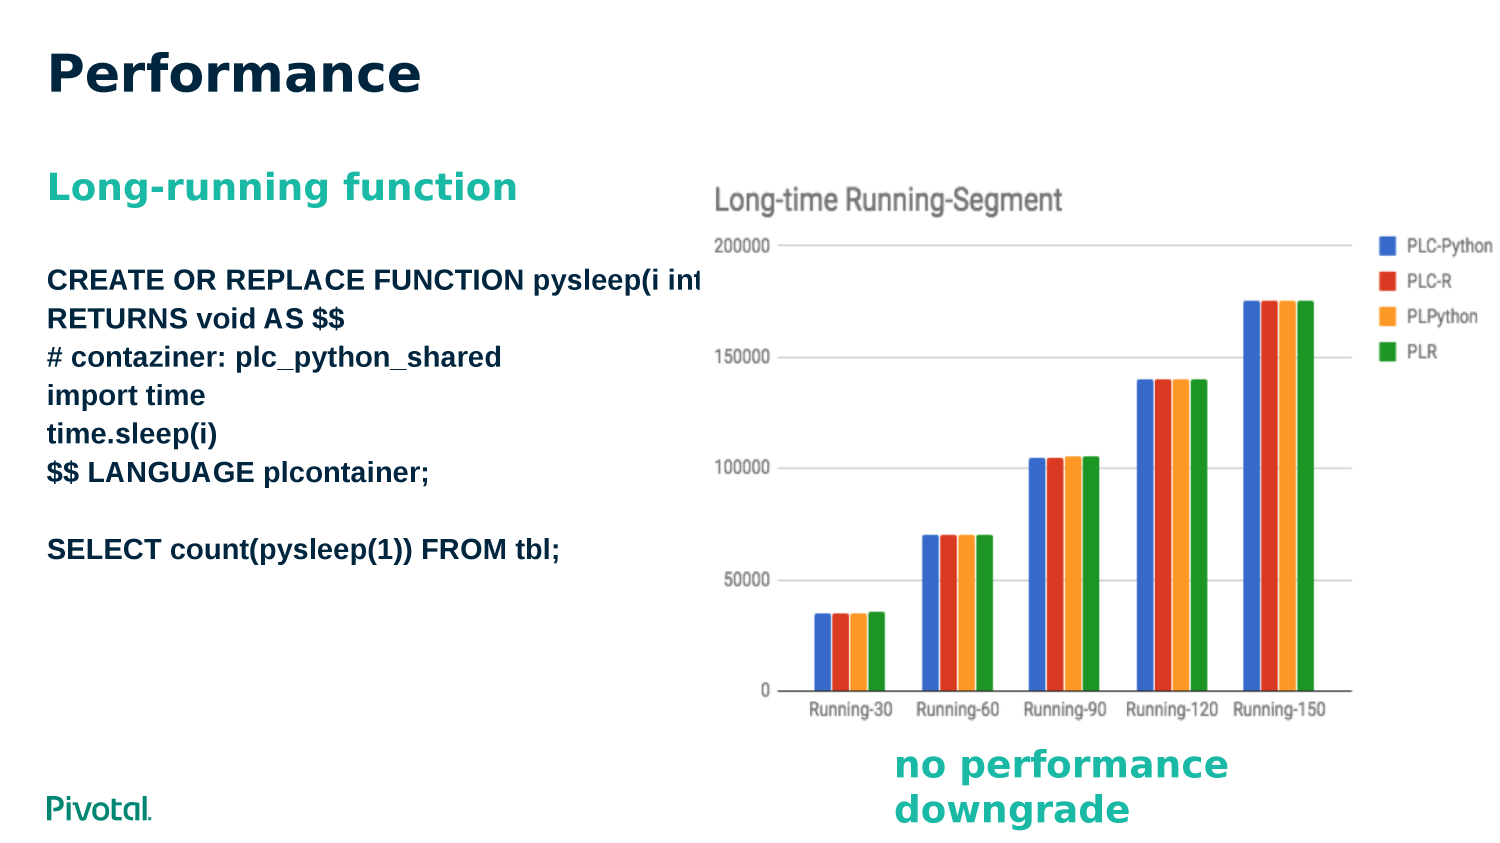 Performance
Long-running function
CREATE OR REPLACE FUNCTION pysleep(i int
RETURNS void AS $$
# contaziner: plc_python_shared
import time
time.sleep(i)
$$ LANGUAGE plcontainer;
SELECT count(pysleep(1)) FROM tbl;
Long-time Running-Segment
200000
150000
100000
50000
0
Running-30
Running-60
Running-90
Running-120
Running-150
PLC-Python
PLC-R
PLPython
PLR
no performance
downgrade
Pivotal.